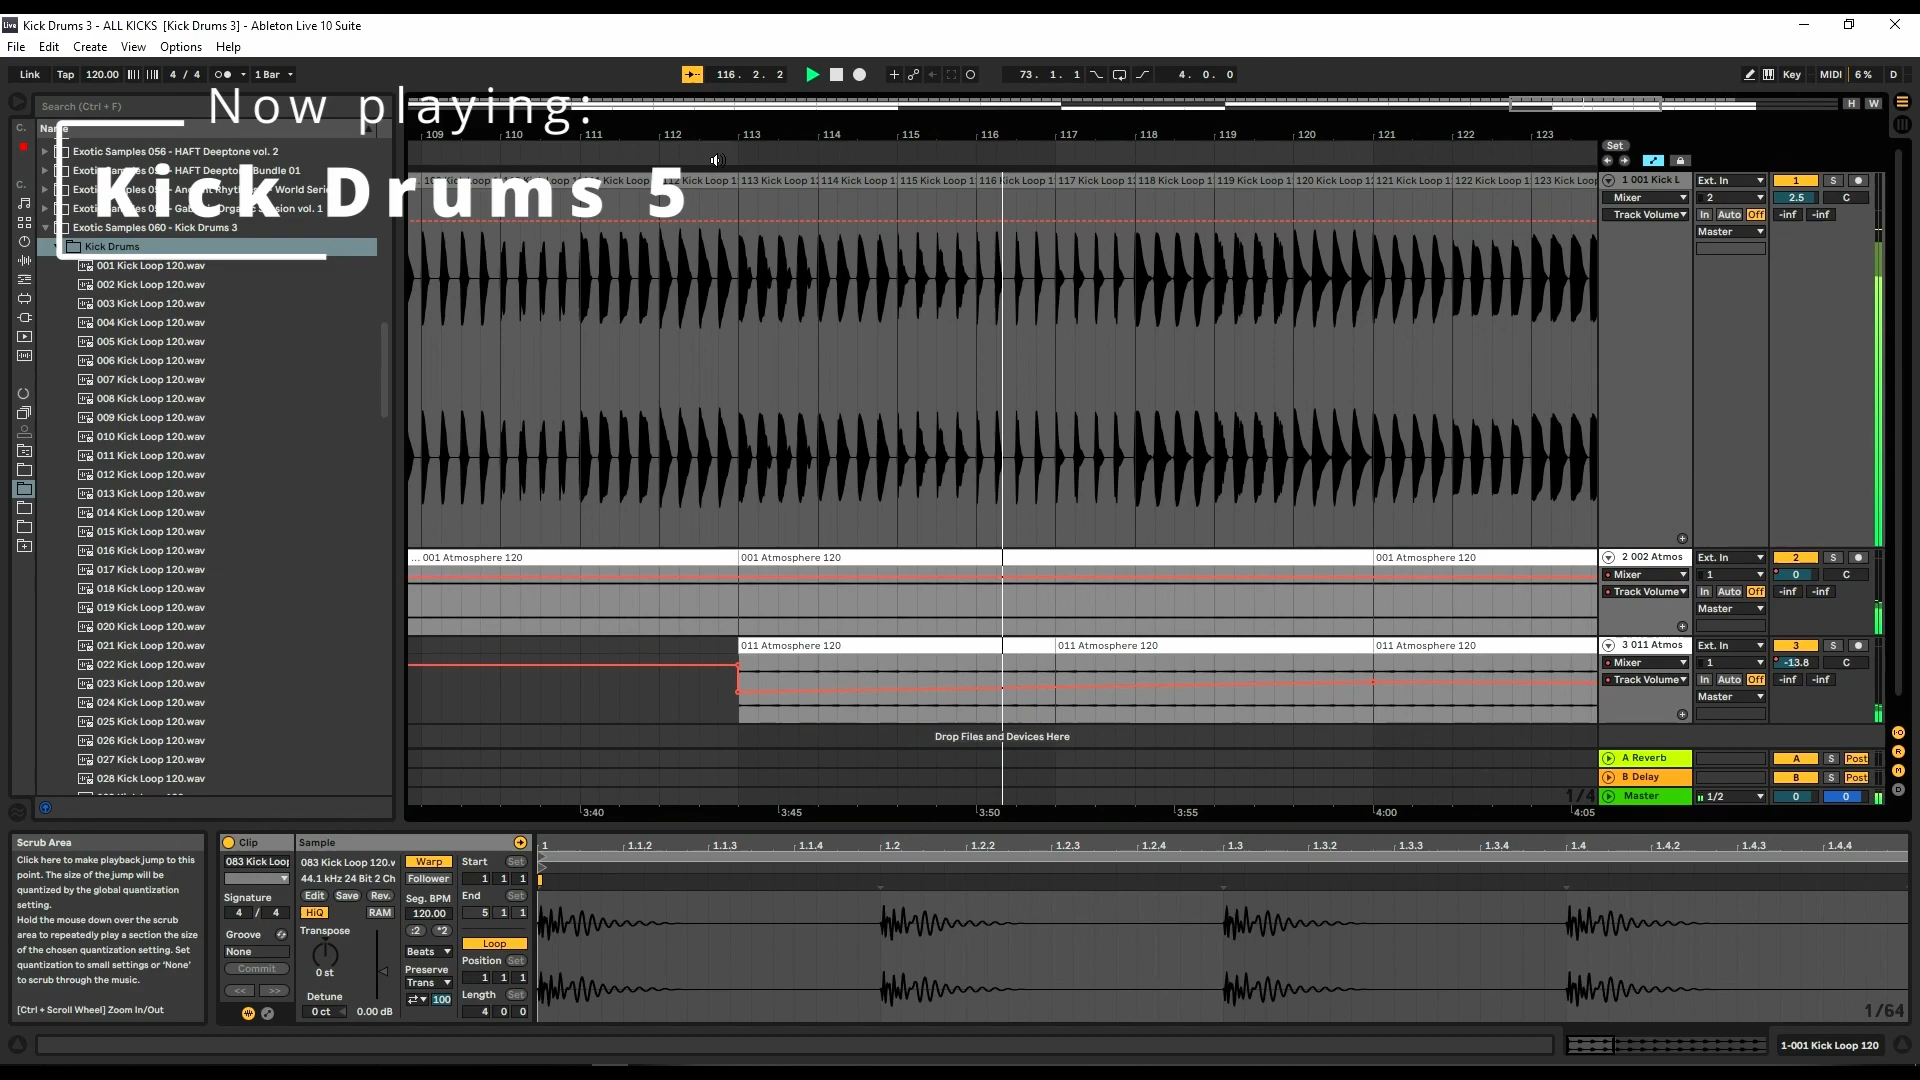 Kick Drums 3 - ALL KICKS [Kick Drums 3] - Ableton Live 10 Suite
File Edit Create View Options Help
Link Tap 120.00 4 / 4 1 Bar 116. 2. 2 73. 1. 1 4. 0. 0 Key MIDI 6 % D
Now playing:
Kick Drums 5
Search (Ctrl + F)
H W
C. Name
109 110 111 112 113 114 115 116 117 118 119 120 121 122 123
Set
Exotic Samples 056 - HAFT Deeptone vol. 2
Exotic Samples 060 - Kick Drums 3
Kick Drums
001 Kick Loop 120.wav
002 Kick Loop 120.wav
003 Kick Loop 120.wav
004 Kick Loop 120.wav
005 Kick Loop 120.wav
006 Kick Loop 120.wav
007 Kick Loop 120.wav
008 Kick Loop 120.wav
009 Kick Loop 120.wav
010 Kick Loop 120.wav
011 Kick Loop 120.wav
012 Kick Loop 120.wav
013 Kick Loop 120.wav
014 Kick Loop 120.wav
015 Kick Loop 120.wav
016 Kick Loop 120.wav
017 Kick Loop 120.wav
018 Kick Loop 120.wav
019 Kick Loop 120.wav
020 Kick Loop 120.wav
021 Kick Loop 120.wav
022 Kick Loop 120.wav
023 Kick Loop 120.wav
024 Kick Loop 120.wav
025 Kick Loop 120.wav
026 Kick Loop 120.wav
027 Kick Loop 120.wav
028 Kick Loop 120.wav
113 Kick Loop 1 114 Kick Loop 1 115 Kick Loop 1 116 Kick Loop 1 117 Kick Loop 1 118 Kick Loop 1 119 Kick Loop 1 120 Kick Loop 1 121 Kick Loop 1 122 Kick Loop 1 123 Kick Loop
1 001 Kick L Ext. In 1 S
Mixer 2 2.5 C
Track Volume In Auto Off -inf -inf
Master
... 001 Atmosphere 120 001 Atmosphere 120 001 Atmosphere 120
2 002 Atmos Ext. In 2 S
Mixer 1 0 C
Track Volume In Auto Off -inf -inf
Master
011 Atmosphere 120 011 Atmosphere 120 011 Atmosphere 120
3 011 Atmos Ext. In 3 S
Mixer 1 -13.8 C
Track Volume In Auto Off -inf -inf
Master
Drop Files and Devices Here
A Reverb A S Post
B Delay B S Post
1/4 Master 1/2 0 0
3:40 3:45 3:50 3:55 4:00 4:05
Scrub Area
Click here to make playback jump to this
point. The size of the jump will be
quantized by the global quantization
setting.
Hold the mouse down over the scrub
area to repeatedly play a section the size
of the chosen quantization setting. Set
quantization to small settings or 'None'
to scrub through the music.
[Ctrl + Scroll Wheel] Zoom In/Out
Clip
083 Kick Loop
Signature
4 / 4
Groove
None
Commit
<< >>
Sample
083 Kick Loop 120.w
44.1 kHz 24 Bit 2 Ch
Edit Save Rev.
HiQ RAM
Transpose
0 st
Detune
0 ct 0.00 dB
Warp
Follower
Seg. BPM
120.00
:2 *2
Beats
Preserve
Trans
100
Start Set
1 1 1
End Set
5 1 1
Loop
Position Set
1 1 1
Length Set
4 0 0
1 1.1.2 1.1.3 1.1.4 1.2 1.2.2 1.2.3 1.2.4 1.3 1.3.2 1.3.3 1.3.4 1.4 1.4.2 1.4.3 1.4.4
1/64
1-001 Kick Loop 120